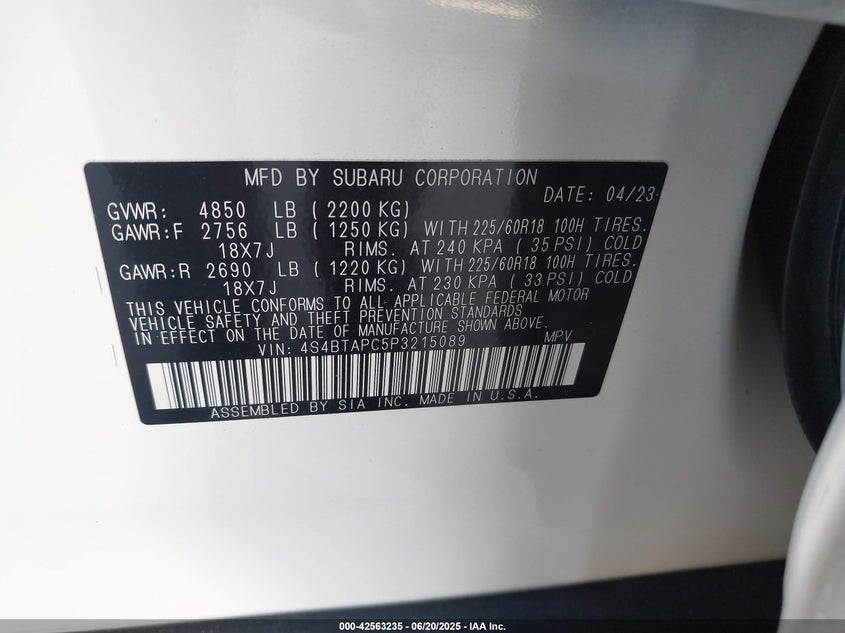 MFD BY SUBARU CORPORATION DATE: 04/23
GVWR: 4850 LB ( 2200 KG)
GAWR:F 2756 LB ( 1250 KG) WITH 225/60R18 100H TIRES.
18X7J RIMS. AT 240 KPA ( 35 PSI) COLD
GAWR:R 2690 LB ( 1220 KG) WITH 225/60R18 100H TIRES.
18X7J RIMS. AT 230 KPA ( 33 PSI) COLD
THIS VEHICLE CONFORMS TO ALL APPLICABLE FEDERAL MOTOR
VEHICLE SAFETY AND THEFT PREVENTION STANDARDS
IN EFFECT ON THE DATE OF MANUFACTURE SHOWN ABOVE.
VIN: 4S4BTAPC5P3215089 MPV
ASSEMBLED BY SIA INC. MADE IN U.S.A.
000-42563235 - 06/20/2025 - IAA Inc.